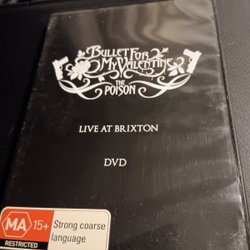 BULLET FOR
MY VALENTINE
THE
POISON
LIVE AT BRIXTON
DVD
MA 15+
RESTRICTED
Strong coarse
language